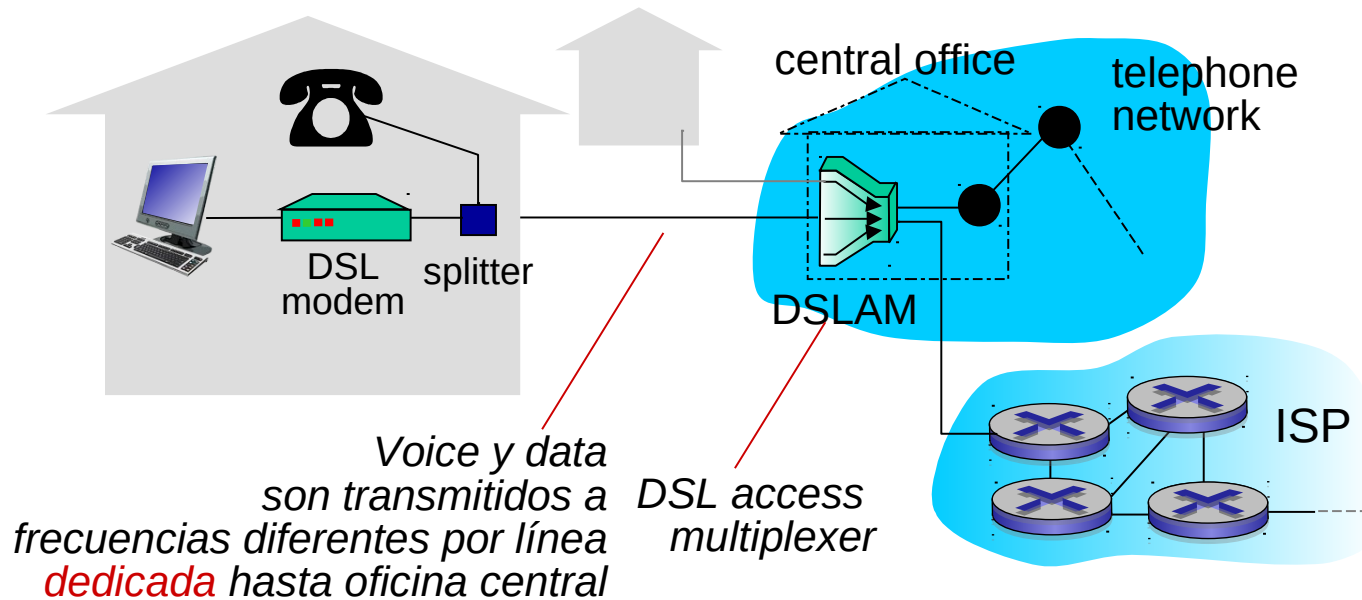 central office
telephone
network
DSL
modem
splitter
DSLAM
ISP
Voice y data
son transmitidos a
frecuencias diferentes por línea
dedicada hasta oficina central
DSL access
multiplexer